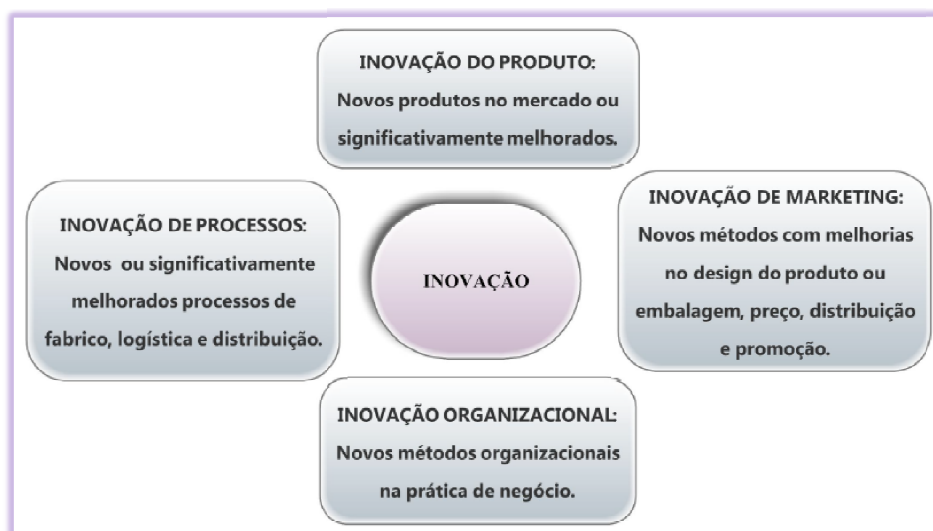 INOVAÇÃO DO PRODUTO:
Novos produtos no mercado ou
significativamente melhorados.
INOVAÇÃO DE PROCESSOS:
Novos ou significativamente
melhorados processos de
fabrico, logística e distribuição.
INOVAÇÃO
INOVAÇÃO DE MARKETING:
Novos métodos com melhorias
no design do produto ou
embalagem, preço, distribuição
e promoção.
INOVAÇÃO ORGANIZACIONAL:
Novos métodos organizacionais
na prática de negócio.